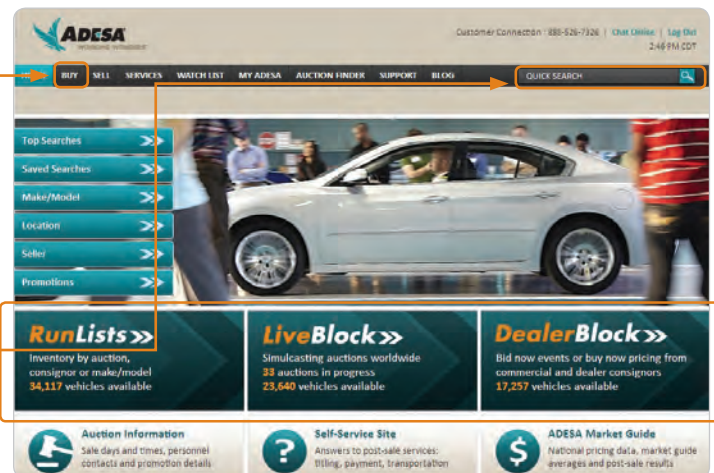 ADESA
Customer Connection : 888-526-7326 | Chat Online | Log Out
2:46 PM CDT
HOME BUY SELL SERVICES WATCH LIST MY ADESA AUCTION FINDER SUPPORT BLOG QUICK SEARCH
Top Searches
Saved Searches
Make/Model
Location
Seller
Promotions
RunLists
Inventory by auction,
consignor or make/model
34,117 vehicles available
LiveBlock
Simulcasting auctions worldwide
33 auctions in progress
23,640 vehicles available
DealerBlock
Bid now events or buy now pricing from
commercial and dealer consignors
17,257 vehicles available
Auction Information
Sale days and times, personnel
contacts and promotion details
?
Self-Service Site
Answers to post-sale services:
titling, payment, transportation
$
ADESA Market Guide
National pricing data, market guide
averages and post-sale results